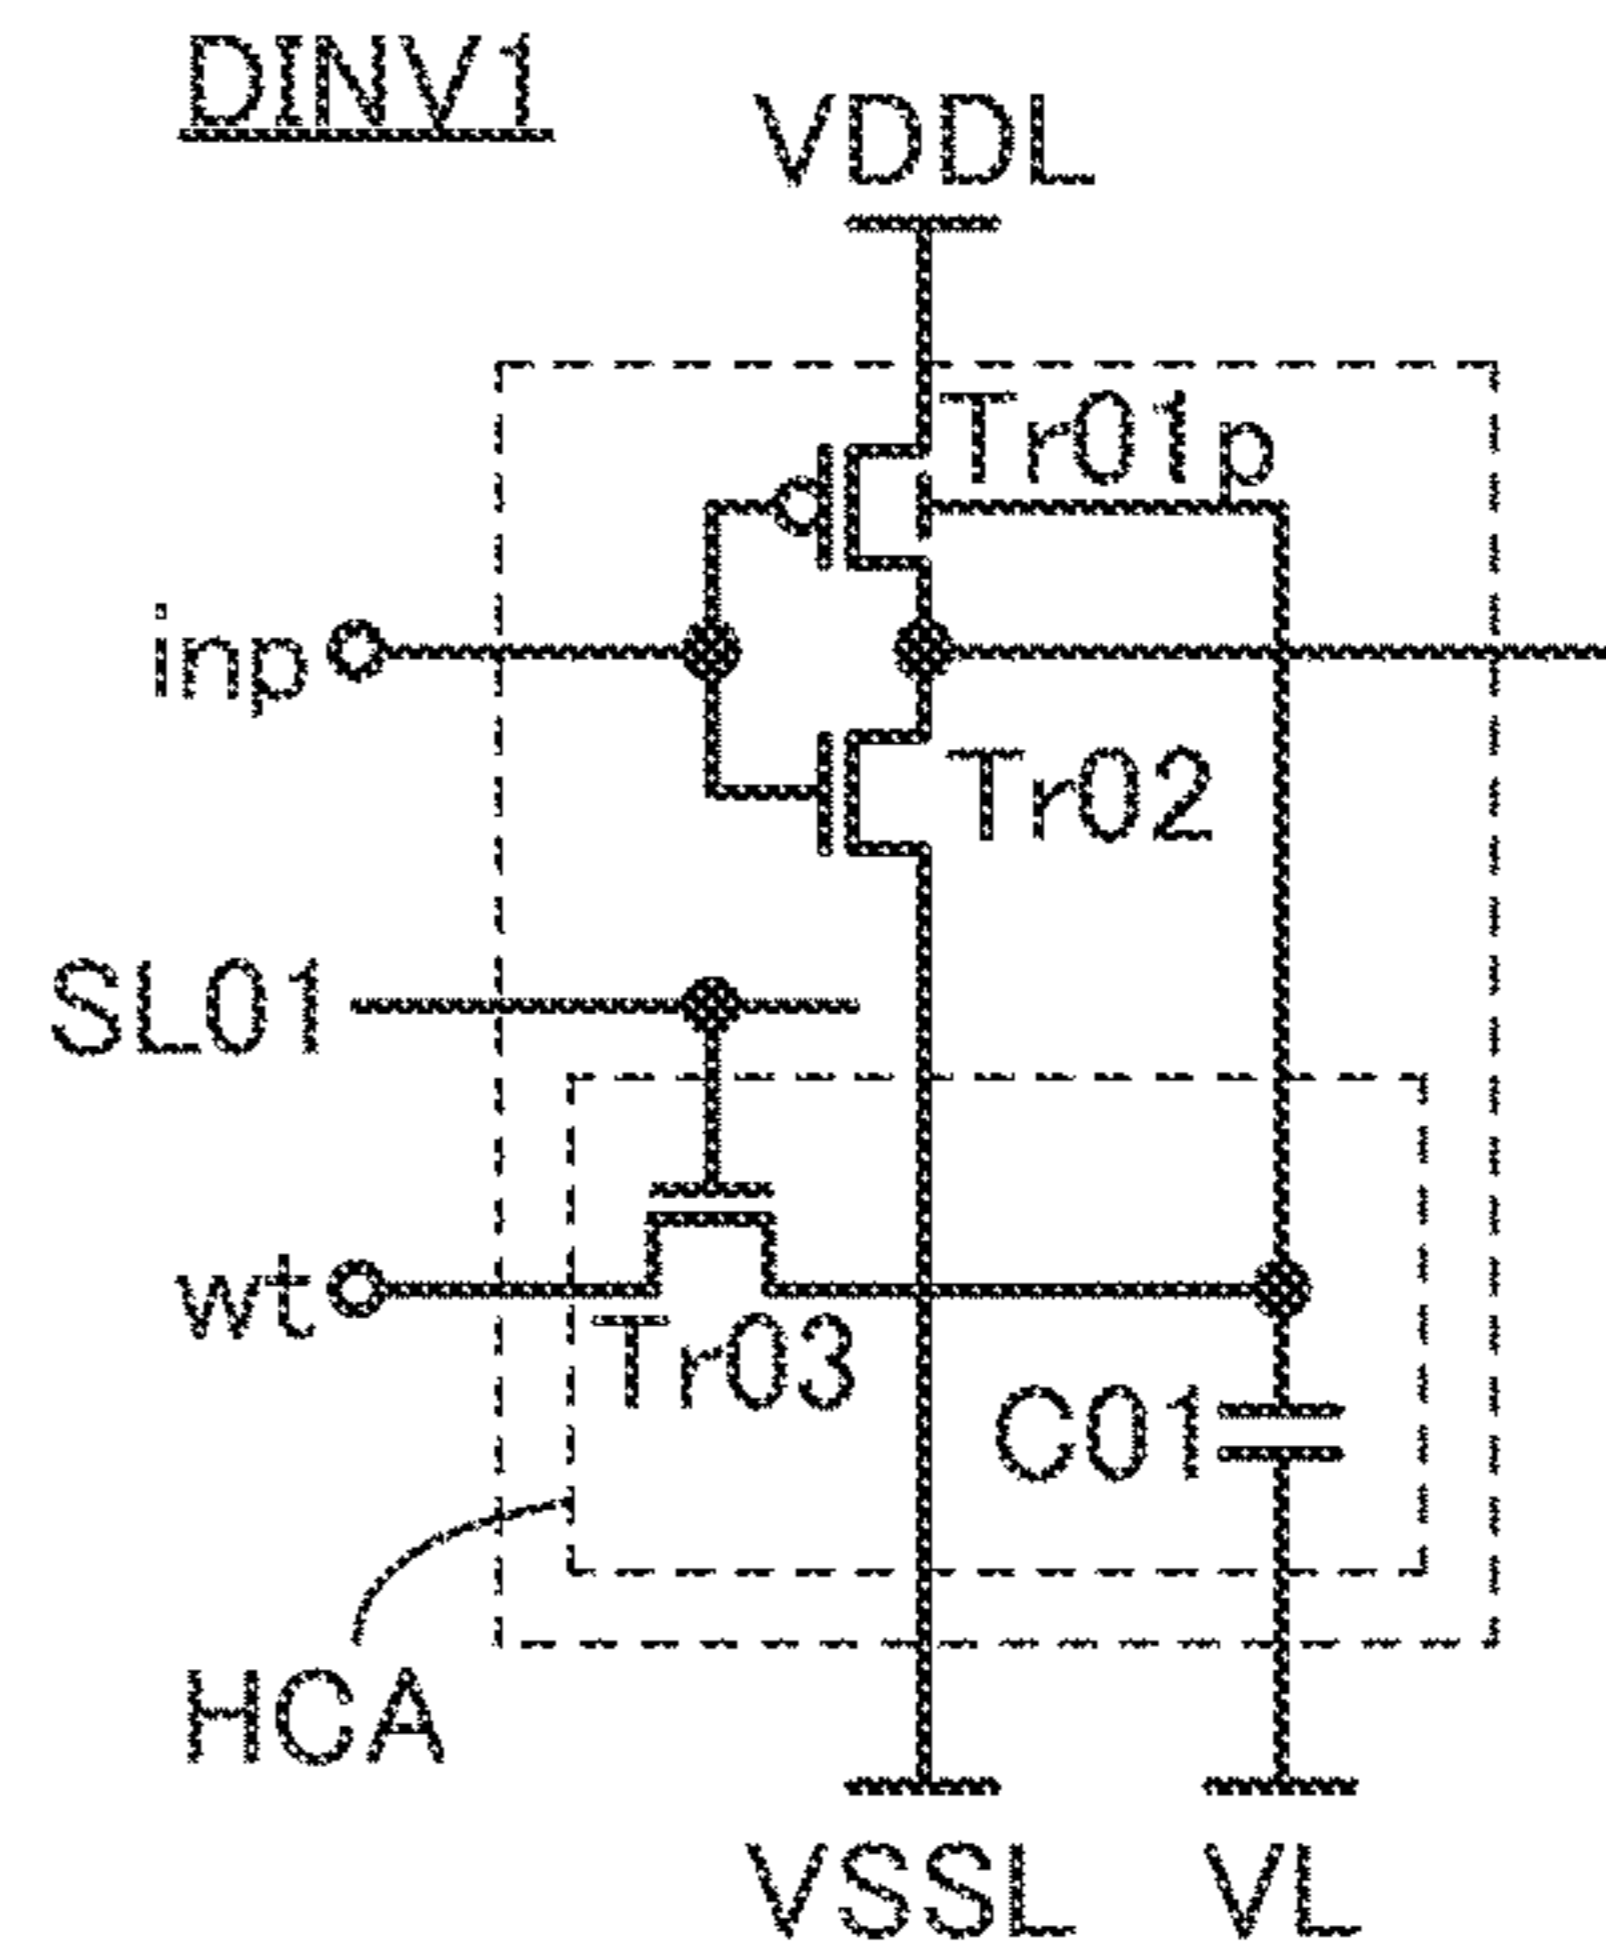 DINV1
VDDL
Tr01p
inp
Tr02
SL01
wt
Tr03
C01
HCA
VSSL
VL